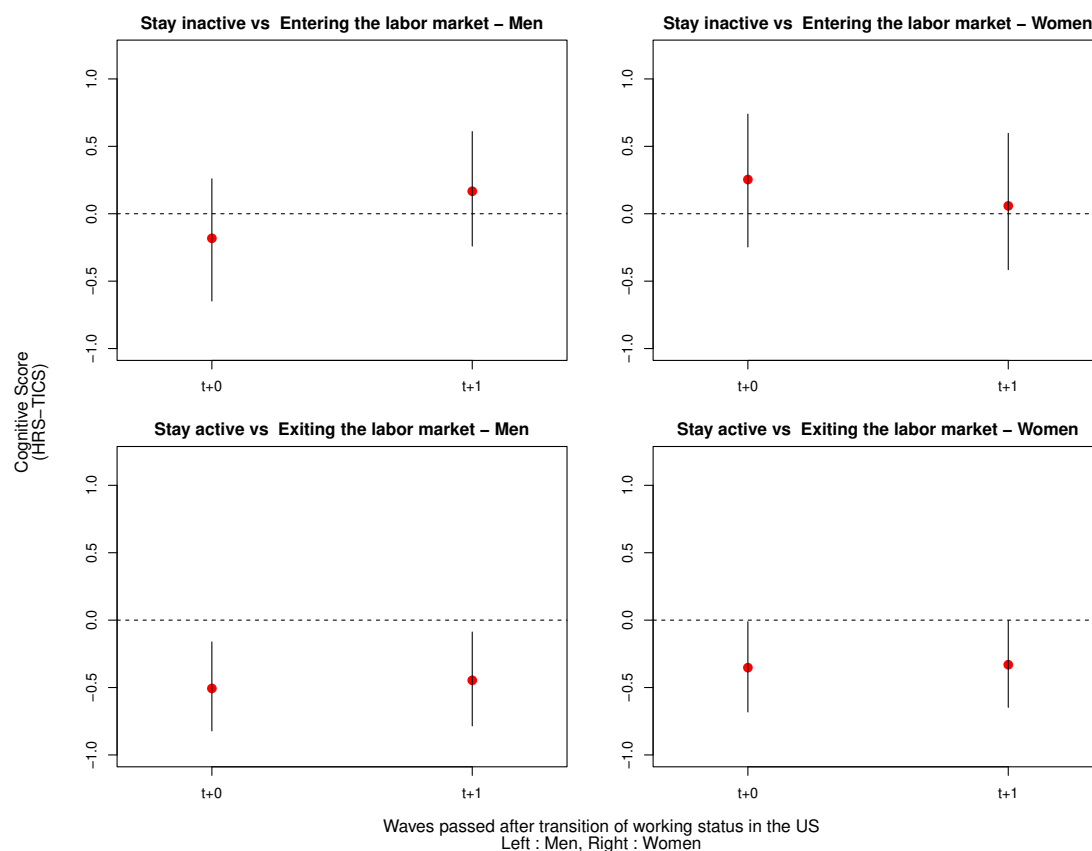 Stay inactive vs  Entering the labor market − Men
Stay inactive vs  Entering the labor market − Women
1.0
0.5
0.0
−0.5
−1.0
t+0
t+1
1.0
0.5
0.0
−0.5
−1.0
t+0
t+1
Cognitive Score
(HRS−TICS)
Stay active vs  Exiting the labor market − Men
Stay active vs  Exiting the labor market − Women
1.0
0.5
0.0
−0.5
−1.0
t+0
t+1
1.0
0.5
0.0
−0.5
−1.0
t+0
t+1
Waves passed after transition of working status in the US
Left : Men, Right : Women